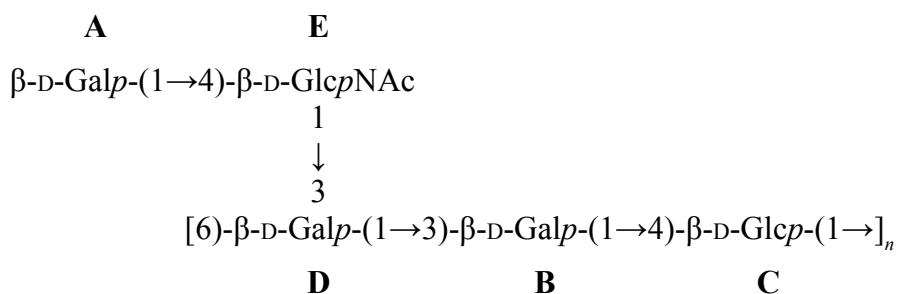 A E
β-D-Galp-(1→4)-β-D-GlcpNAc
1
↓
3
[6)-β-D-Galp-(1→3)-β-D-Galp-(1→4)-β-D-Glcp-(1→]n
D B C